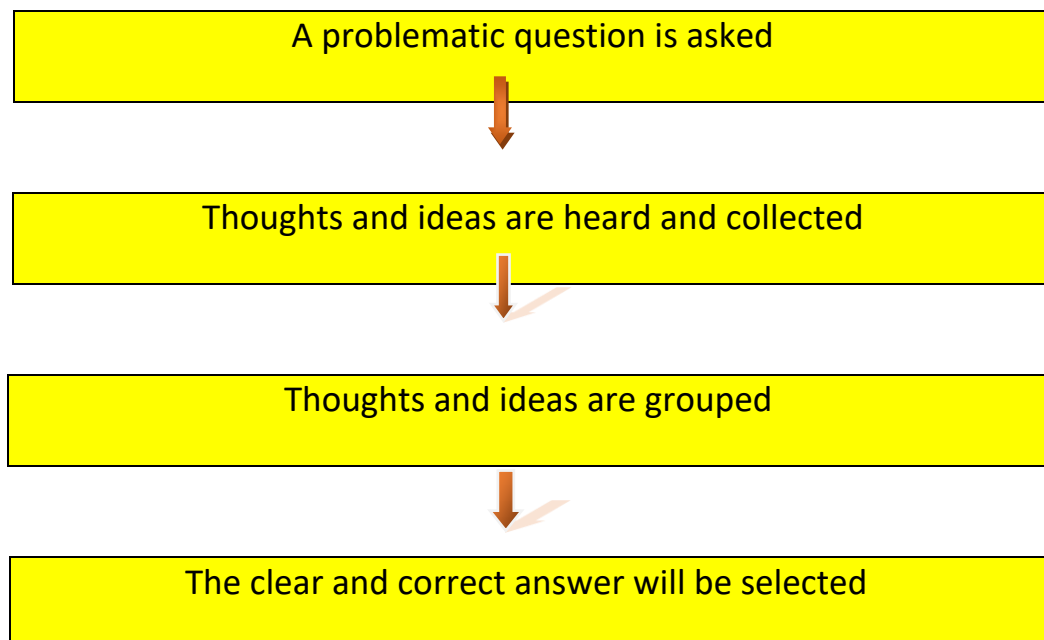 A problematic question is asked
Thoughts and ideas are heard and collected
Thoughts and ideas are grouped
The clear and correct answer will be selected